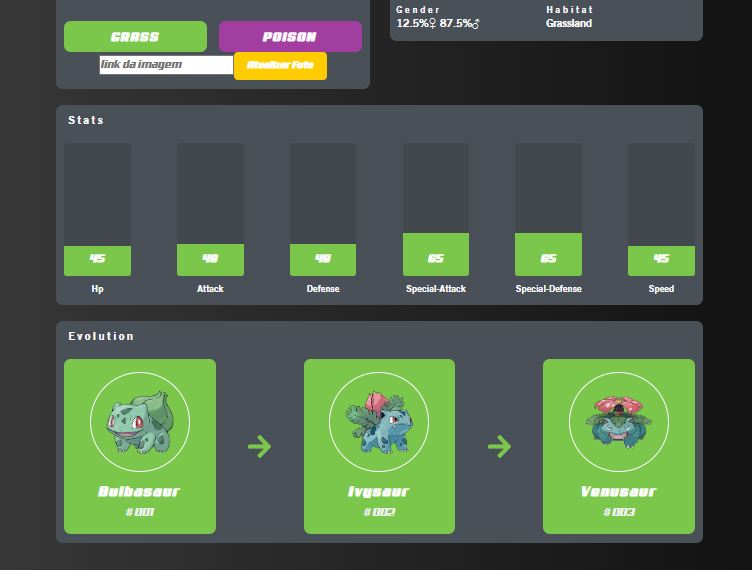 GRASS
POISON
link da imagem
Atualizar Foto
Gender
12.5%♀ 87.5%♂
Habitat
Grassland
Stats
45
49
49
65
65
45
Hp
Attack
Defense
Special-Attack
Special-Defense
Speed
Evolution
Bulbasaur
#001
Ivysaur
#002
Venusaur
#003